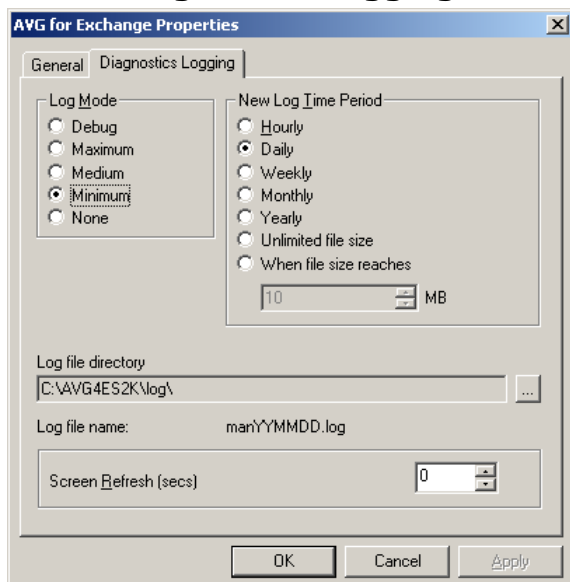 AVG for Exchange Properties
General Diagnostics Logging
Log Mode
Debug
Maximum
Medium
Minimum
None
New Log Time Period
Hourly
Daily
Weekly
Monthly
Yearly
Unlimited file size
When file size reaches
10 MB
Log file directory
C:\AVG4ES2K\log\
...
Log file name: manYYMMDD.log
Screen Refresh (secs) 0
OK Cancel Apply